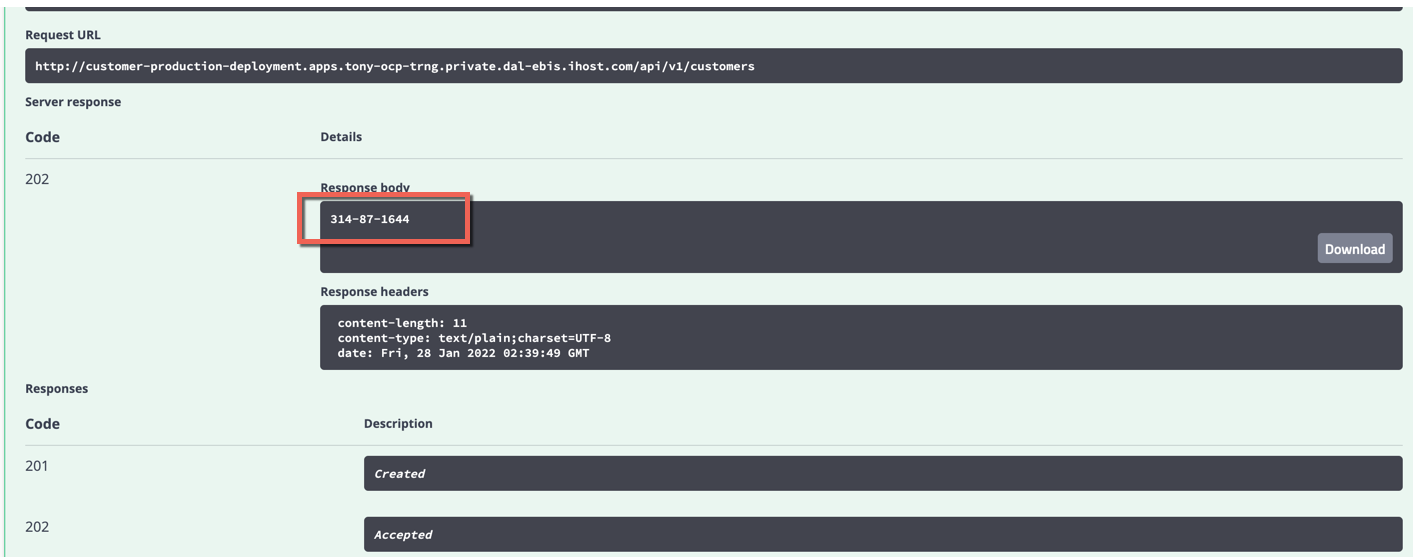 Request URL
http://customer-production-deployment.apps.tony-ocp-trng.private.dal-ebis.ihost.com/api/v1/customers
Server response
Code Details
202
Response body
314-87-1644
Download
Response headers
content-length: 11
content-type: text/plain;charset=UTF-8
date: Fri, 28 Jan 2022 02:39:49 GMT
Responses
Code Description
201 Created
202 Accepted